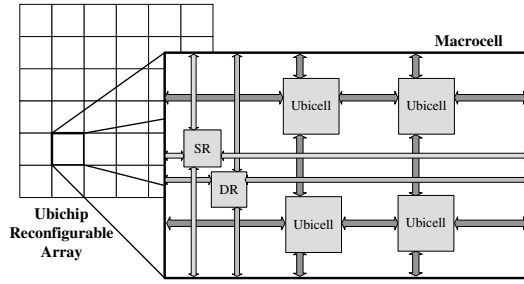 Macrocell
Ubicell
Ubicell
SR
DR
Ubicell
Ubicell
Ubichip
Reconfigurable
Array